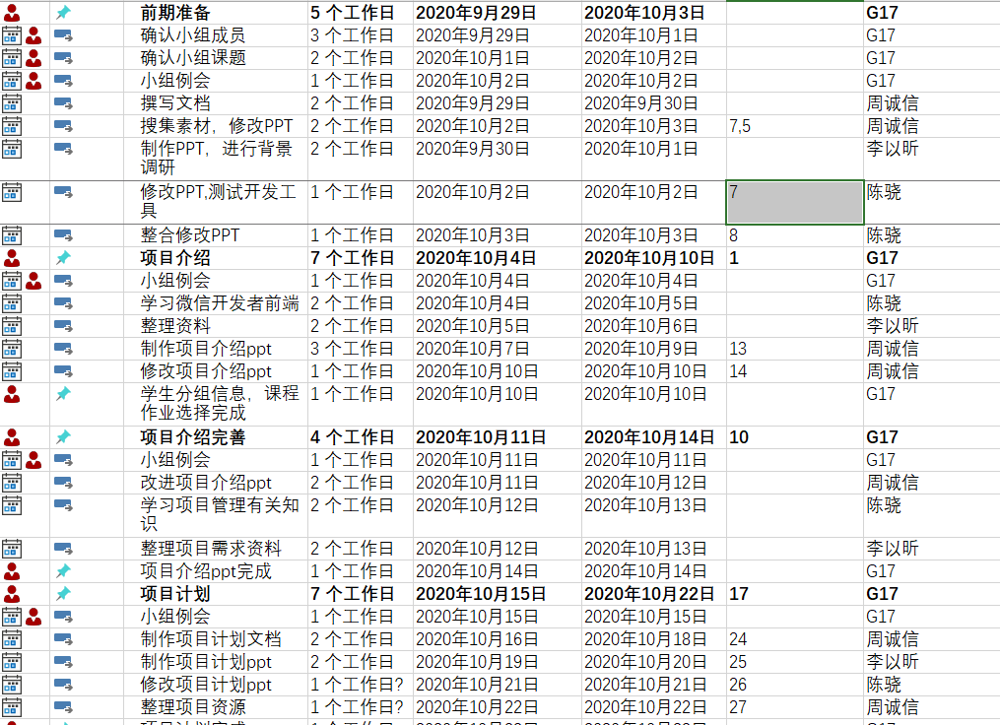 前期准备 5 个工作日 2020年9月29日 2020年10月3日 G17
确认小组成员 3 个工作日 2020年9月29日 2020年10月1日 G17
确认小组课题 2 个工作日 2020年10月1日 2020年10月2日 G17
小组例会 1 个工作日 2020年10月2日 2020年10月2日 G17
撰写文档 2 个工作日 2020年9月29日 2020年9月30日 周诚信
搜集素材，修改PPT 2 个工作日 2020年10月2日 2020年10月3日 7,5 周诚信
制作PPT，进行背景 2 个工作日 2020年9月30日 2020年10月1日 李以昕
调研
修改PPT,测试开发工 1 个工作日 2020年10月2日 2020年10月2日 7 陈骁
具
整合修改PPT 1 个工作日 2020年10月3日 2020年10月3日 8 陈骁
项目介绍 7 个工作日 2020年10月4日 2020年10月10日 1 G17
小组例会 1 个工作日 2020年10月4日 2020年10月4日 G17
学习微信开发者前端 2 个工作日 2020年10月4日 2020年10月5日 陈骁
整理资料 2 个工作日 2020年10月5日 2020年10月6日 李以昕
制作项目介绍ppt 3 个工作日 2020年10月7日 2020年10月9日 13 周诚信
修改项目介绍ppt 1 个工作日 2020年10月10日 2020年10月10日 14 周诚信
学生分组信息，课程 1 个工作日 2020年10月10日 2020年10月10日 G17
作业选择完成
项目介绍完善 4 个工作日 2020年10月11日 2020年10月14日 10 G17
小组例会 1 个工作日 2020年10月11日 2020年10月11日 G17
改进项目介绍ppt 2 个工作日 2020年10月11日 2020年10月12日 周诚信
学习项目管理有关知 2 个工作日 2020年10月12日 2020年10月13日 陈骁
识
整理项目需求资料 2 个工作日 2020年10月12日 2020年10月13日 李以昕
项目介绍ppt完成 1 个工作日 2020年10月14日 2020年10月14日 G17
项目计划 7 个工作日 2020年10月15日 2020年10月22日 17 G17
小组例会 1 个工作日 2020年10月15日 2020年10月15日 G17
制作项目计划文档 2 个工作日 2020年10月16日 2020年10月18日 24 周诚信
制作项目计划ppt 2 个工作日 2020年10月19日 2020年10月20日 25 李以昕
修改项目计划ppt 1 个工作日? 2020年10月21日 2020年10月21日 26 陈骁
整理项目资源 1 个工作日? 2020年10月22日 2020年10月22日 27 周诚信